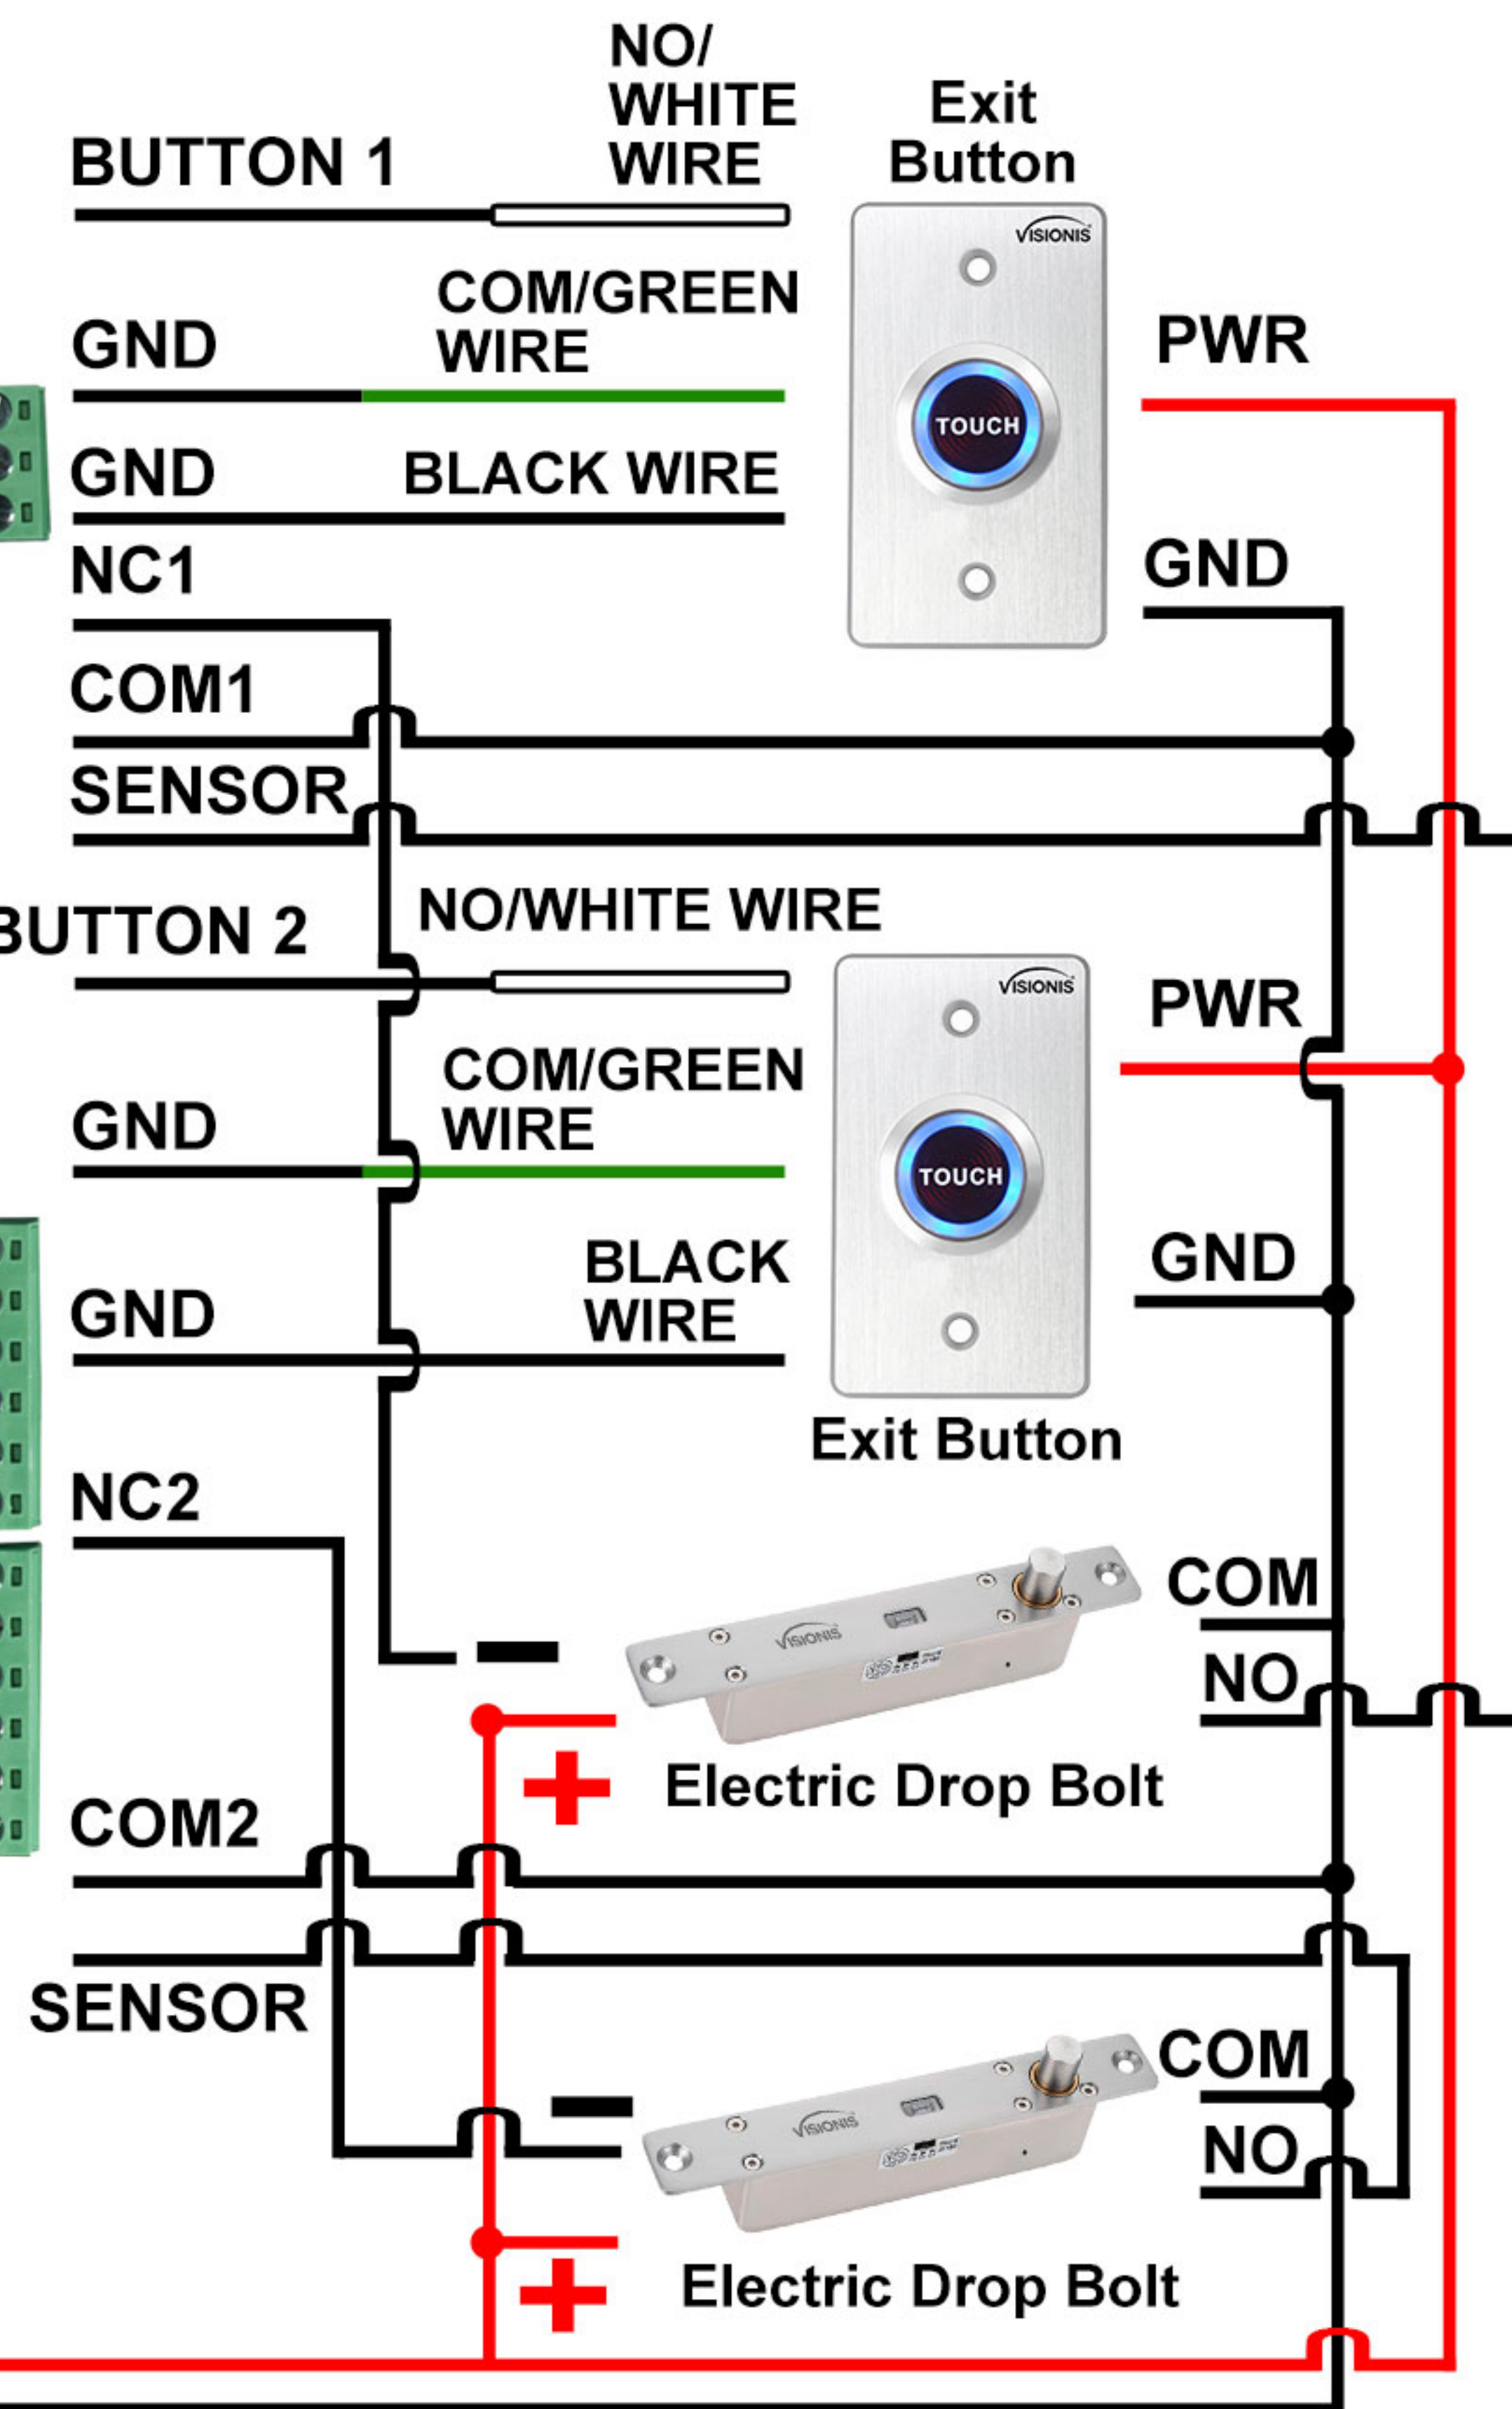 NO/
WHITE
WIRE
Exit
Button
BUTTON 1
VISIONIS
COM/GREEN
WIRE
GND
PWR
TOUCH
GND
BLACK WIRE
NC1
GND
COM1
SENSOR
NO/WHITE WIRE
BUTTON 2
VISIONIS
PWR
COM/GREEN
WIRE
GND
TOUCH
BLACK
WIRE
GND
GND
Exit Button
NC2
COM
VISIONIS
NO
Electric Drop Bolt
COM2
SENSOR
COM
VISIONIS
NO
Electric Drop Bolt